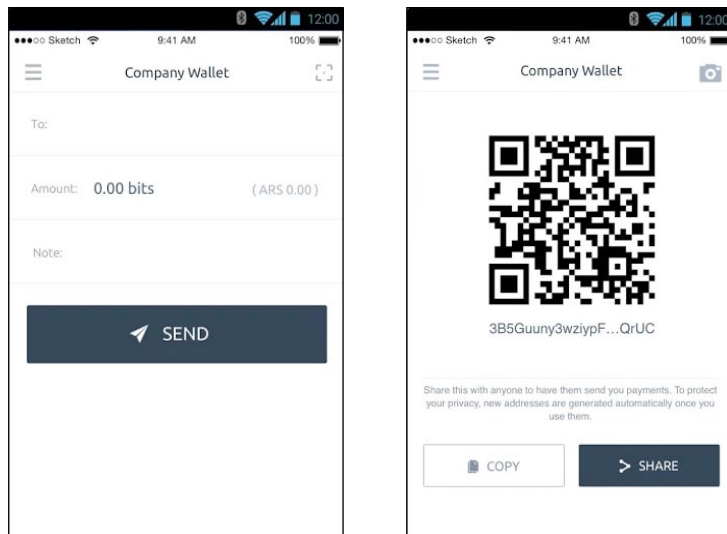 12:00
Sketch 9:41 AM 100%
Company Wallet
To:
Amount: 0.00 bits ( ARS 0.00 )
Note:
SEND
12:00
Sketch 9:41 AM 100%
Company Wallet
3B5Guuny3wziypF...QrUC
Share this with anyone to have them send you payments. To protect
your privacy, new addresses are generated automatically once you
use them.
COPY SHARE